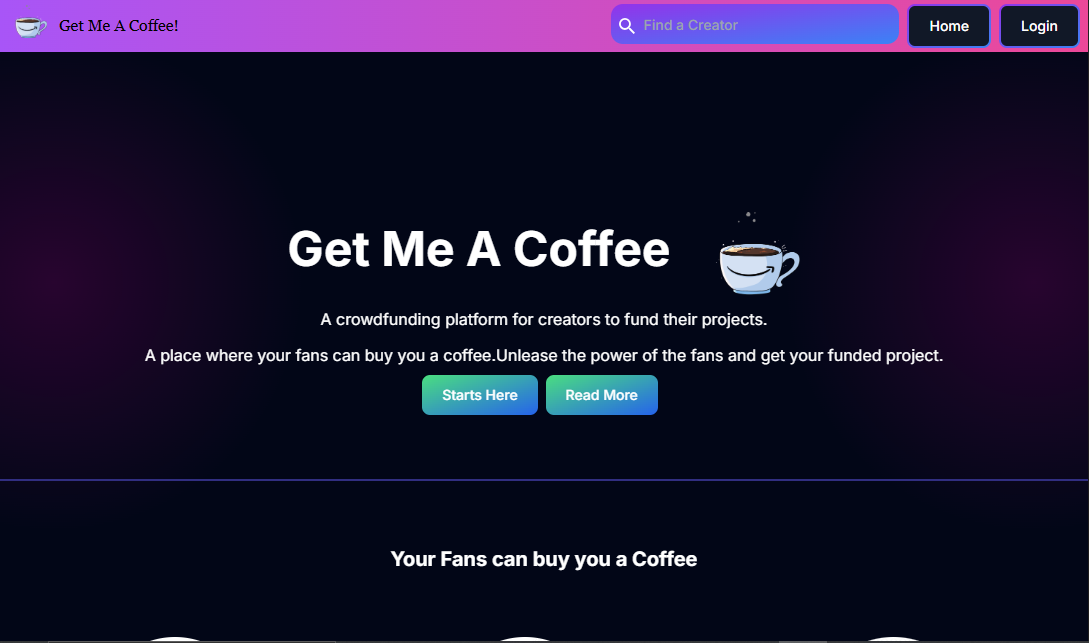 Get Me A Coffee!
Find a Creator
Home
Login
Get Me A Coffee
A crowdfunding platform for creators to fund their projects.
A place where your fans can buy you a coffee.Unlease the power of the fans and get your funded project.
Starts Here
Read More
Your Fans can buy you a Coffee